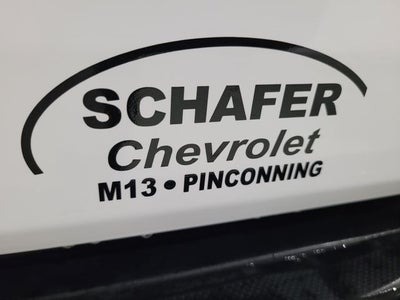 SCHAFER
Chevrolet
M13 • PINCONNING